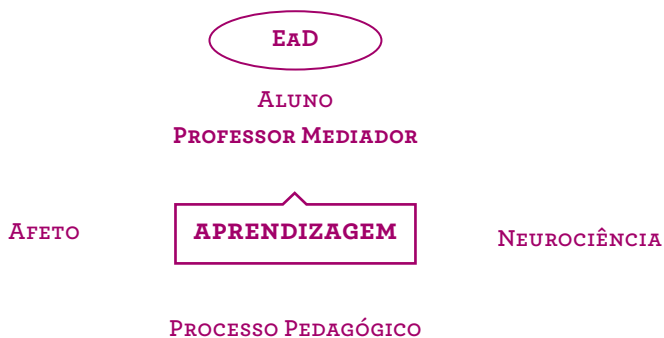 EaD
Aluno
Professor Mediador
Afeto
APRENDIZAGEM
Neurociência
Processo Pedagógico